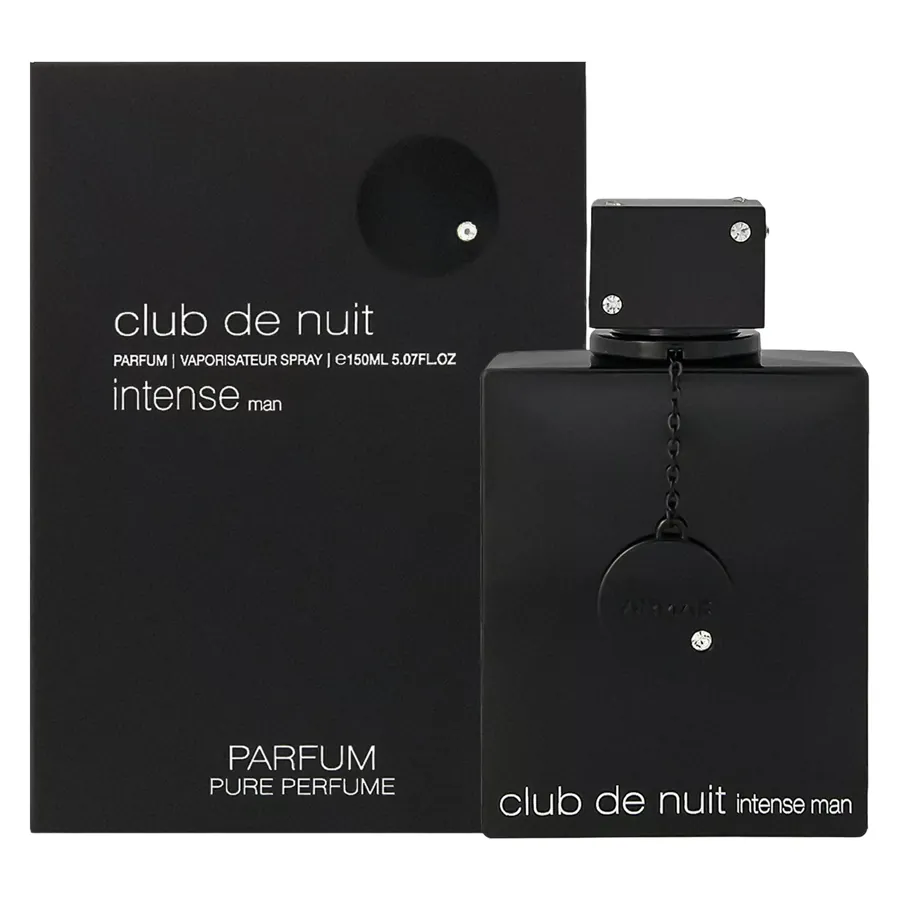 club de nuit
PARFUM | VAPORISATEUR SPRAY | ℮150ML 5.07FL.OZ
intense man
PARFUM
PURE PERFUME
ARMAF
club de nuit intense man